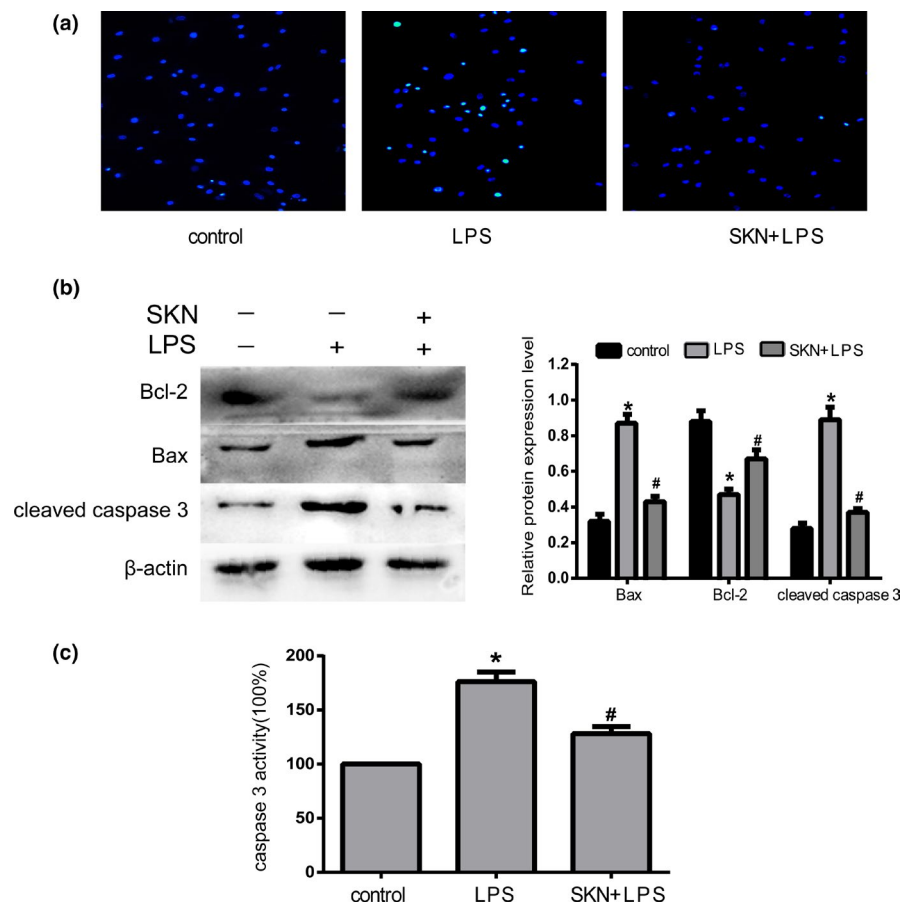 (a)
control LPS SKN+LPS
(b)
SKN – – +
LPS – + +
Bcl-2
Bax
cleaved caspase 3
β-actin
control LPS SKN+LPS
Relative protein expression level
1.2
0.8
0.6
0.4
0.2
0.0
* # * # * #
Bax Bcl-2 cleaved caspase 3
(c)
caspase 3 activity(100%)
200
150
100
50
0
* #
control LPS SKN+LPS